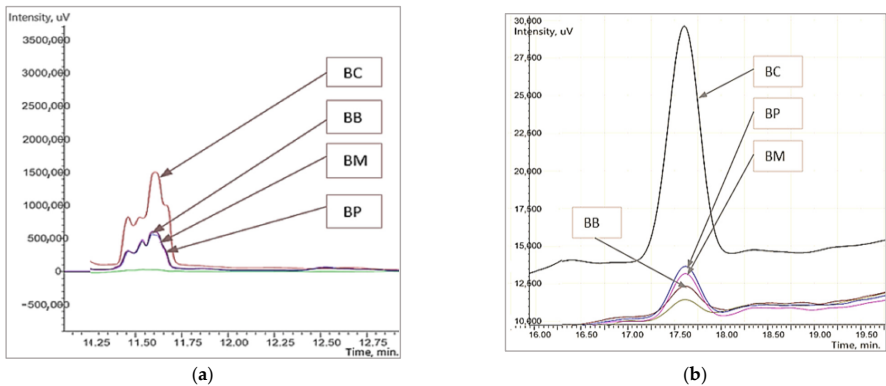 Intensity, uV
3500,000
3000,000
2500,000
2000,000
1500,000
1000,000
500,000
0
-500,000
BC
BB
BM
BP
11.25 11.50 11.75 12.00 12.25 12.50 12.75
Time, min.
(a)
30,000
Intensity, uV
27,600
25,000
22,600
20,000
17,500
15,000
12,600
10,000
BC
BP
BM
BB
16.00 16.50 17.00 17.50 18.00 18.50 19.00 19.50
Time, min.
(b)